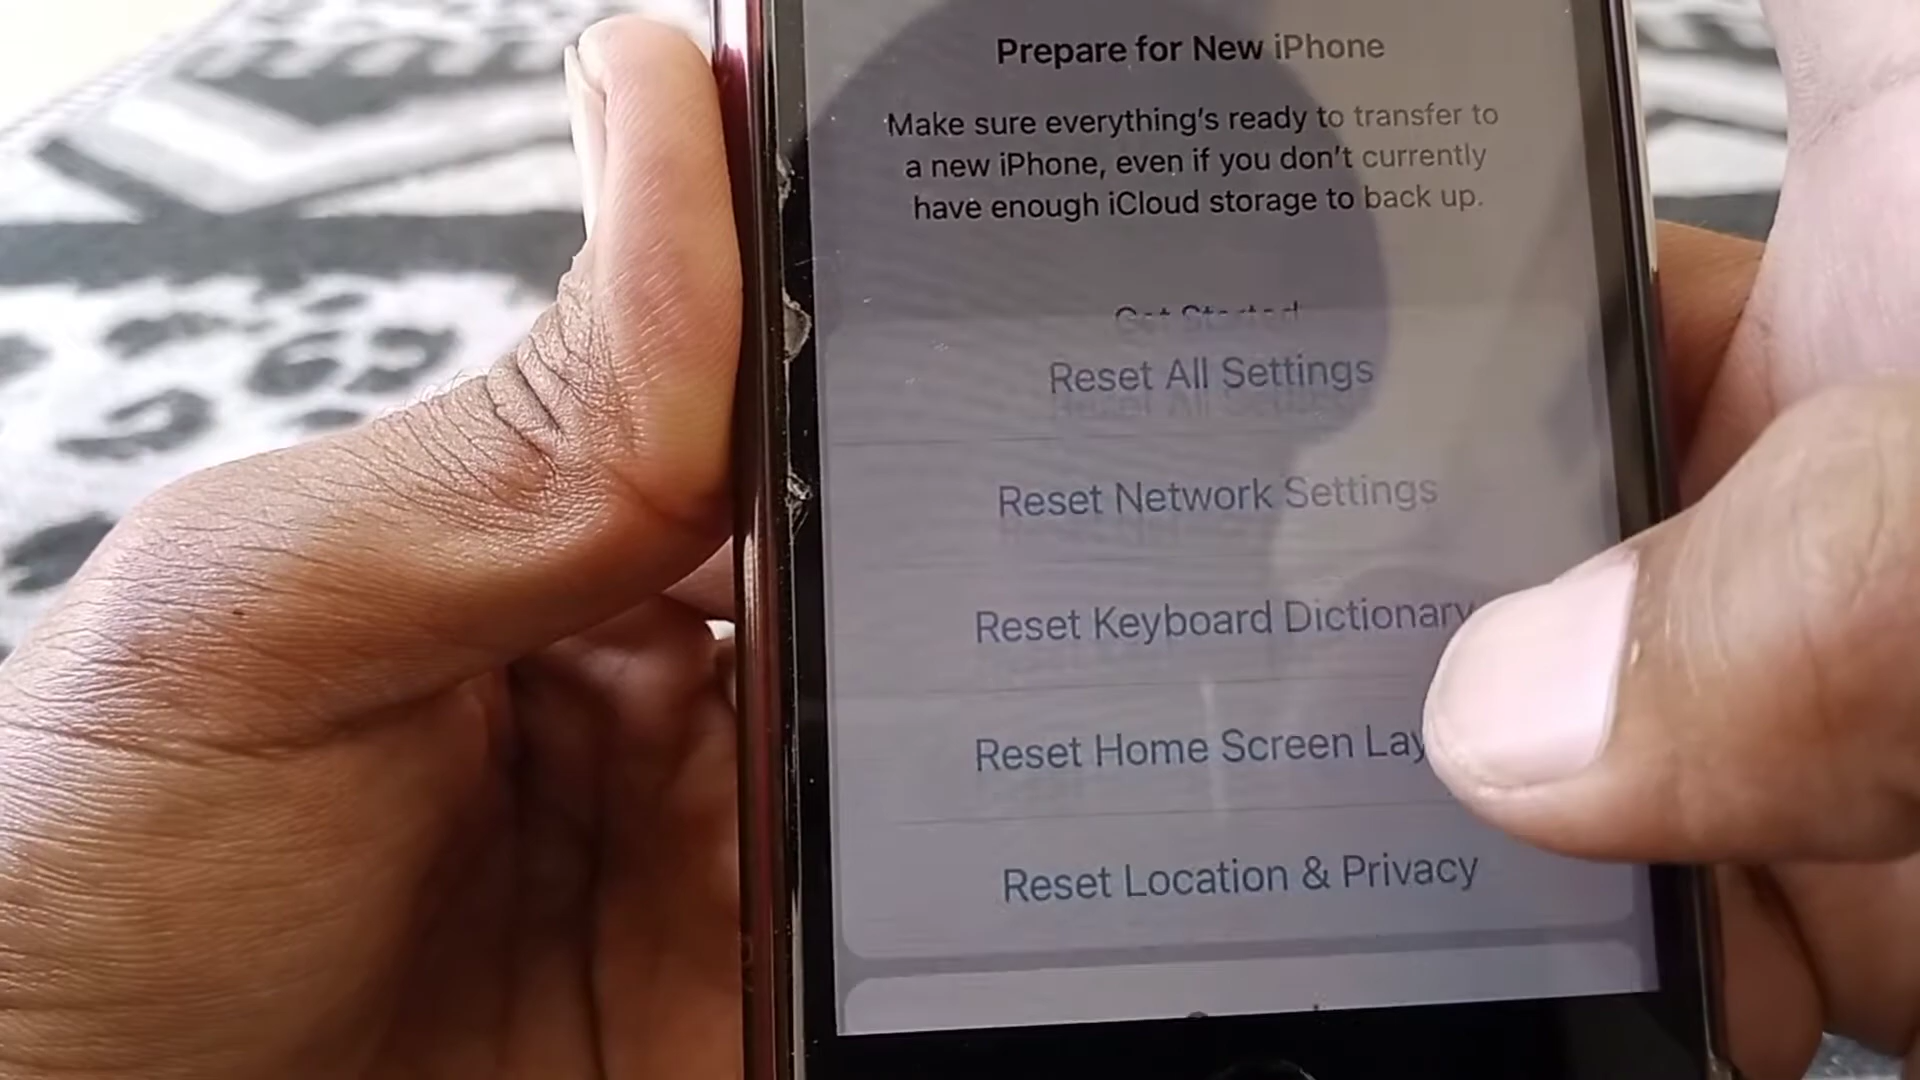 Prepare for New iPhone
Make sure everything's ready to transfer to
a new iPhone, even if you don't currently
have enough iCloud storage to back up.
Get Started
Reset All Settings
Reset Network Settings
Reset Keyboard Dictionary
Reset Home Screen Lay
Reset Location & Privacy